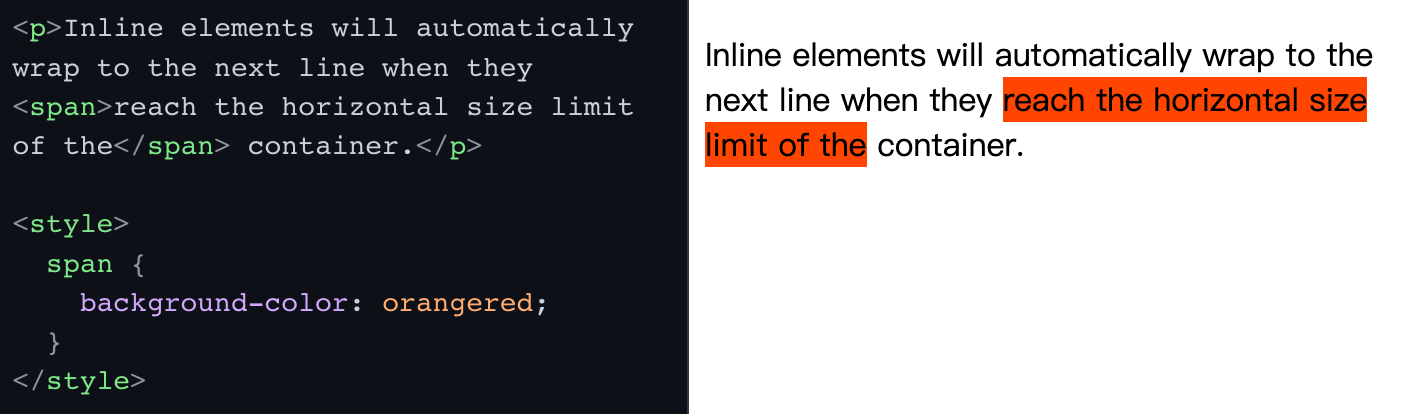 <p>Inline elements will automatically
wrap to the next line when they
<span>reach the horizontal size limit
of the</span> container.</p>
<style>
span {
background-color: orangered;
}
</style>
Inline elements will automatically wrap to the
next line when they reach the horizontal size
limit of the container.